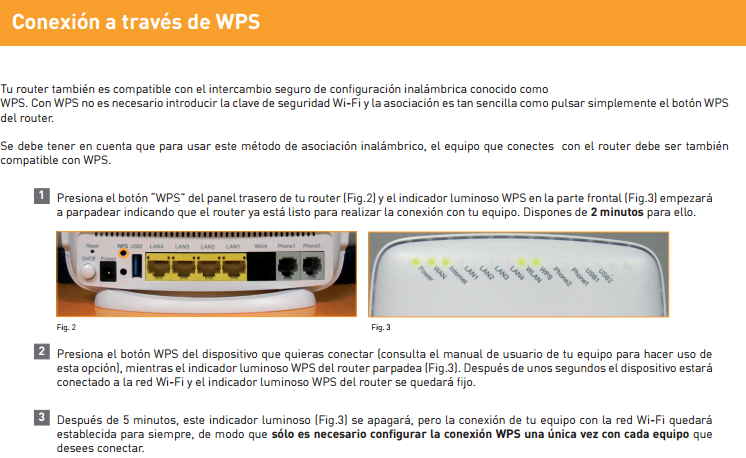 Conexión a través de WPS
Tu router también es compatible con el intercambio seguro de configuración inalámbrica conocido como
WPS. Con WPS no es necesario introducir la clave de seguridad Wi-Fi y la asociación es tan sencilla como pulsar simplemente el botón WPS
del router.
Se debe tener en cuenta que para usar este método de asociación inalámbrico, el equipo que conectes con el router debe ser también
compatible con WPS.
1 Presiona el botón "WPS" del panel trasero de tu router (Fig.2) y el indicador luminoso WPS en la parte frontal (Fig.3) empezará
a parpadear indicando que el router ya está listo para realizar la conexión con tu equipo. Dispones de 2 minutos para ello.
Reset WPS USB2 LAN4 LAN3 LAN2 LAN1 WAN Phone1 Phone2
On/Off Power
Power WAN Internet LAN1 LAN2 LAN3 LAN4 WLAN WPS Phone2 Phone1 USB1 USB2
Fig. 2
Fig. 3
2 Presiona el botón WPS del dispositivo que quieras conectar (consulta el manual de usuario de tu equipo para hacer uso de
esta opción), mientras el indicador luminoso WPS del router parpadea (Fig.3). Después de unos segundos el dispositivo estará
conectado a la red Wi-Fi y el indicador luminoso WPS del router se quedará fijo.
3 Después de 5 minutos, este indicador luminoso (Fig.3) se apagará, pero la conexión de tu equipo con la red Wi-Fi quedará
establecida para siempre, de modo que sólo es necesario configurar la conexión WPS una única vez con cada equipo que
desees conectar.